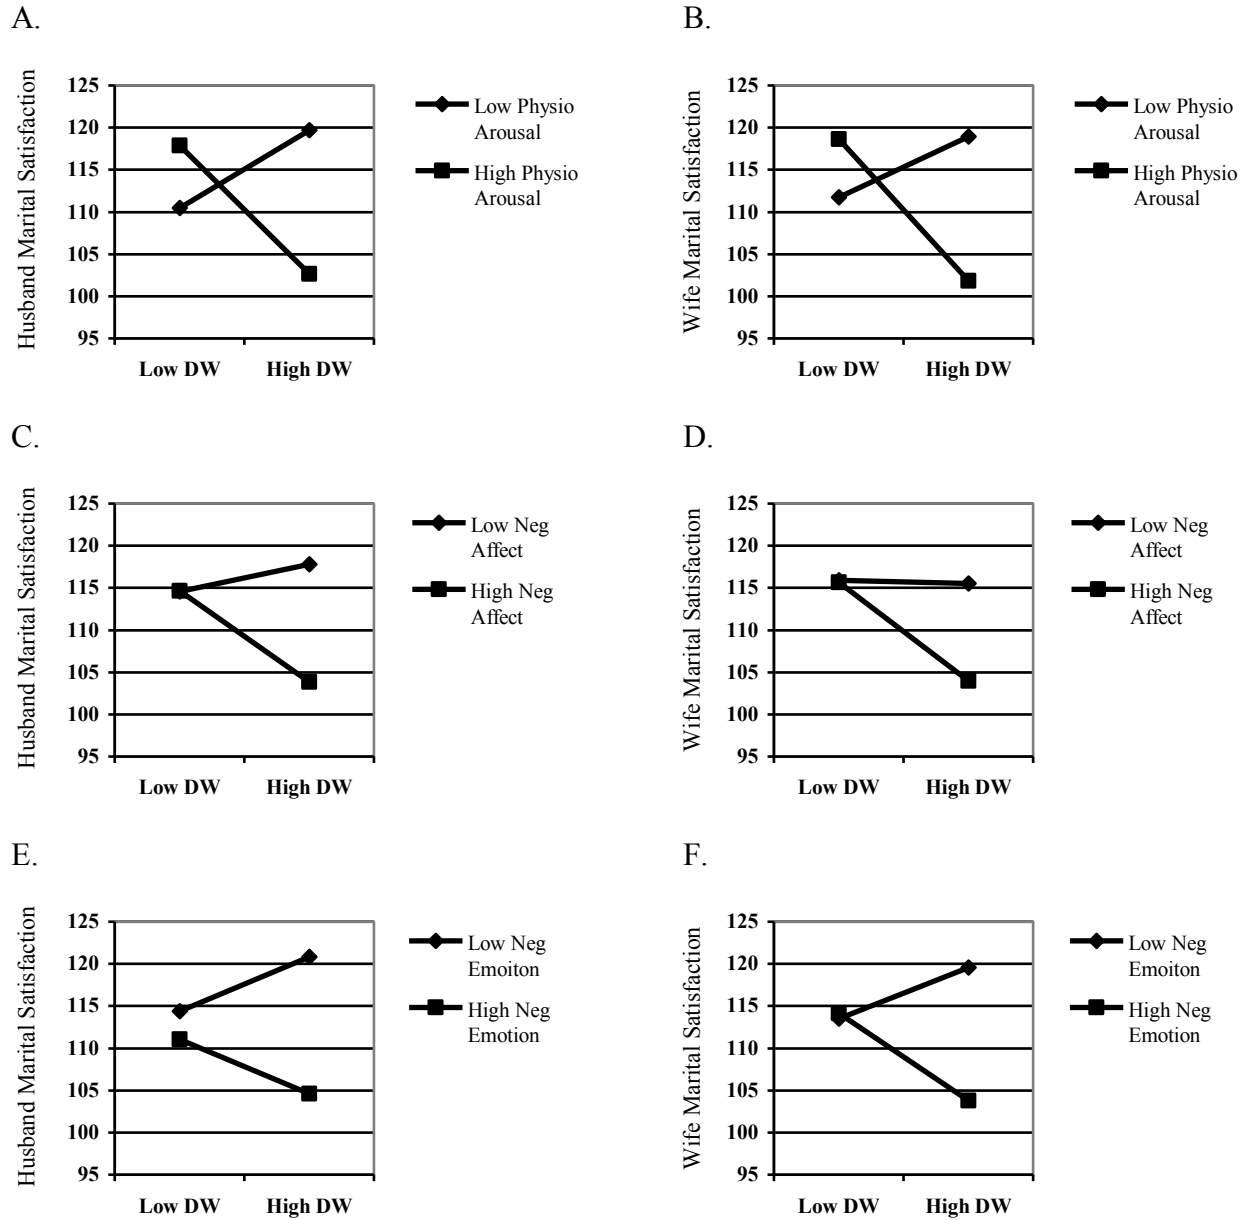 A.
Husband Marital Satisfaction
125
120
115
110
105
100
95
Low DW High DW
Low Physio
Arousal
High Physio
Arousal
B.
Wife Marital Satisfaction
125
120
115
110
105
100
95
Low DW High DW
Low Physio
Arousal
High Physio
Arousal
C.
Husband Marital Satisfaction
125
120
115
110
105
100
95
Low DW High DW
Low Neg
Affect
High Neg
Affect
D.
Wife Marital Satisfaction
125
120
115
110
105
100
95
Low DW High DW
Low Neg
Affect
High Neg
Affect
E.
Husband Marital Satisfaction
125
120
115
110
105
100
95
Low DW High DW
Low Neg
Emoiton
High Neg
Emotion
F.
Wife Marital Satisfaction
125
120
115
110
105
100
95
Low DW High DW
Low Neg
Emoiton
High Neg
Emotion